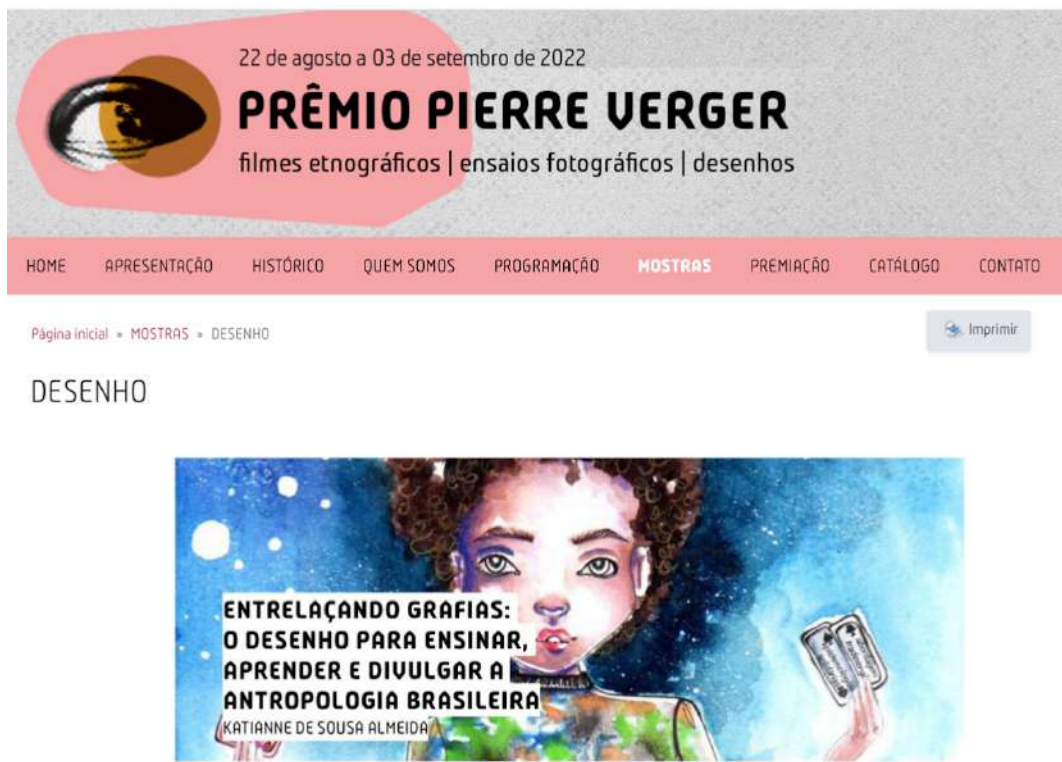 22 de agosto a 03 de setembro de 2022
PRÊMIO PIERRE VERGER
filmes etnográficos | ensaios fotográficos | desenhos
HOME APRESENTAÇÃO HISTÓRICO QUEM SOMOS PROGRAMAÇÃO MOSTRAS PREMIAÇÃO CATÁLOGO CONTATO
Página inicial » MOSTRAS » DESENHO
Imprimir
DESENHO
ENTRELAÇANDO GRAFIAS:
O DESENHO PARA ENSINAR,
APRENDER E DIVULGAR A
ANTROPOLOGIA BRASILEIRA
KATIANNE DE SOUSA ALMEIDA